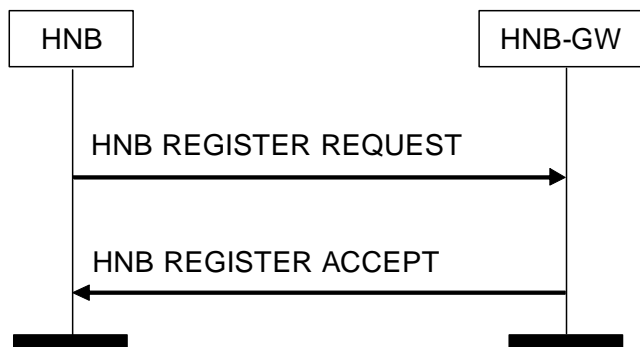 HNB
HNB-GW
HNB REGISTER REQUEST
HNB REGISTER ACCEPT